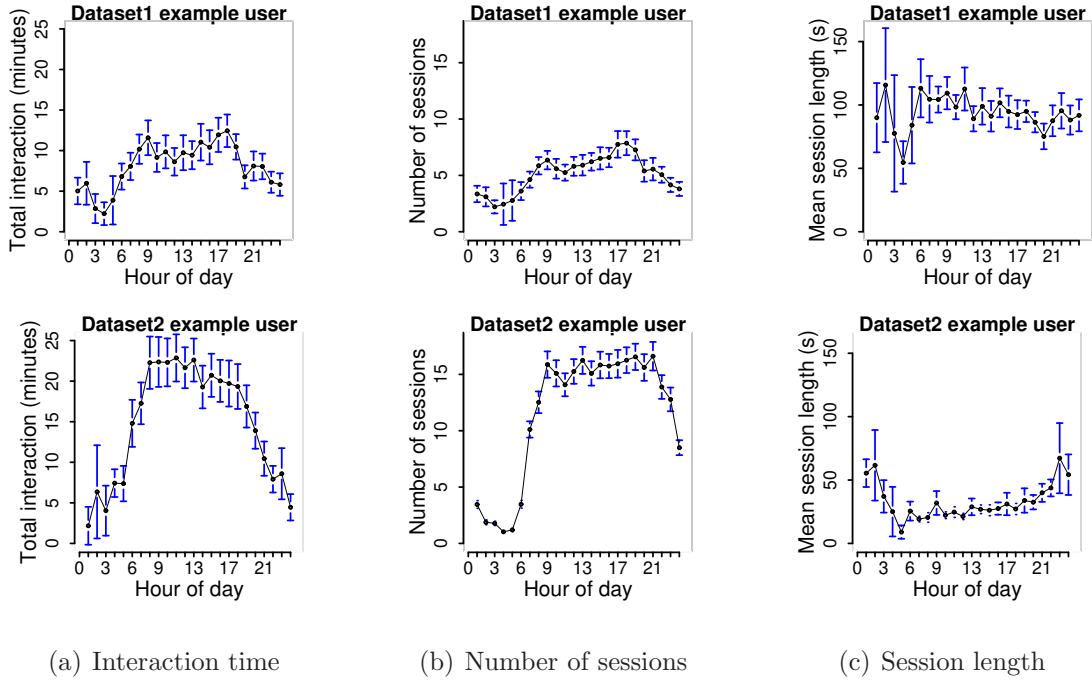 Dataset1 example user
Total interaction (minutes)
25
20
15
10
5
0
0 3 6 9 13 17 21
Hour of day
Dataset1 example user
Number of sessions
15
10
5
0
0 3 6 9 13 17 21
Hour of day
Dataset1 example user
Mean session length (s)
150
100
50
0
0 3 6 9 13 17 21
Hour of day
Dataset2 example user
Total interaction (minutes)
25
20
15
10
5
0
0 3 6 9 13 17 21
Hour of day
Dataset2 example user
Number of sessions
15
10
5
0
0 3 6 9 13 17 21
Hour of day
Dataset2 example user
Mean session length (s)
150
100
50
0
0 3 6 9 13 17 21
Hour of day
(a) Interaction time
(b) Number of sessions
(c) Session length